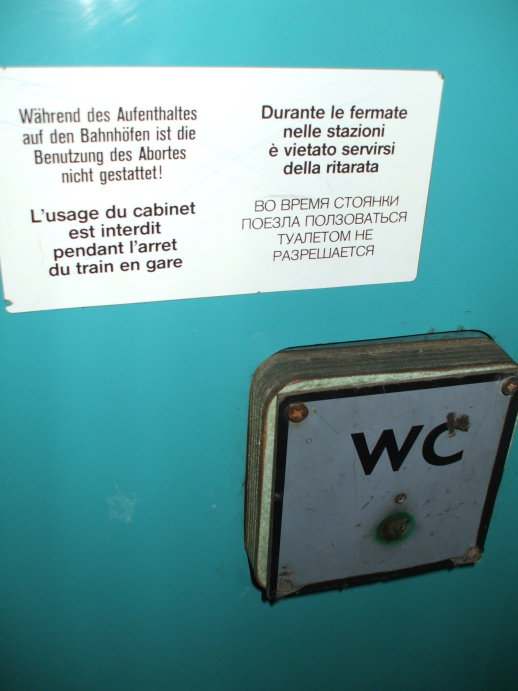 Während des Aufenthaltes
auf den Bahnhöfen ist die
Benutzung des Abortes
nicht gestattet!
L'usage du cabinet
est interdit
pendant l'arret
du train en gare
Durante le fermate
nelle stazioni
è vietato servirsi
della ritarata
ВО ВРЕМЯ СТОЯНКИ
ПОЕЗЛА ПОЛЗОВАТЬСЯ
ТУАЛЕТОМ НЕ
РАЗРЕШАЕТСЯ
WC